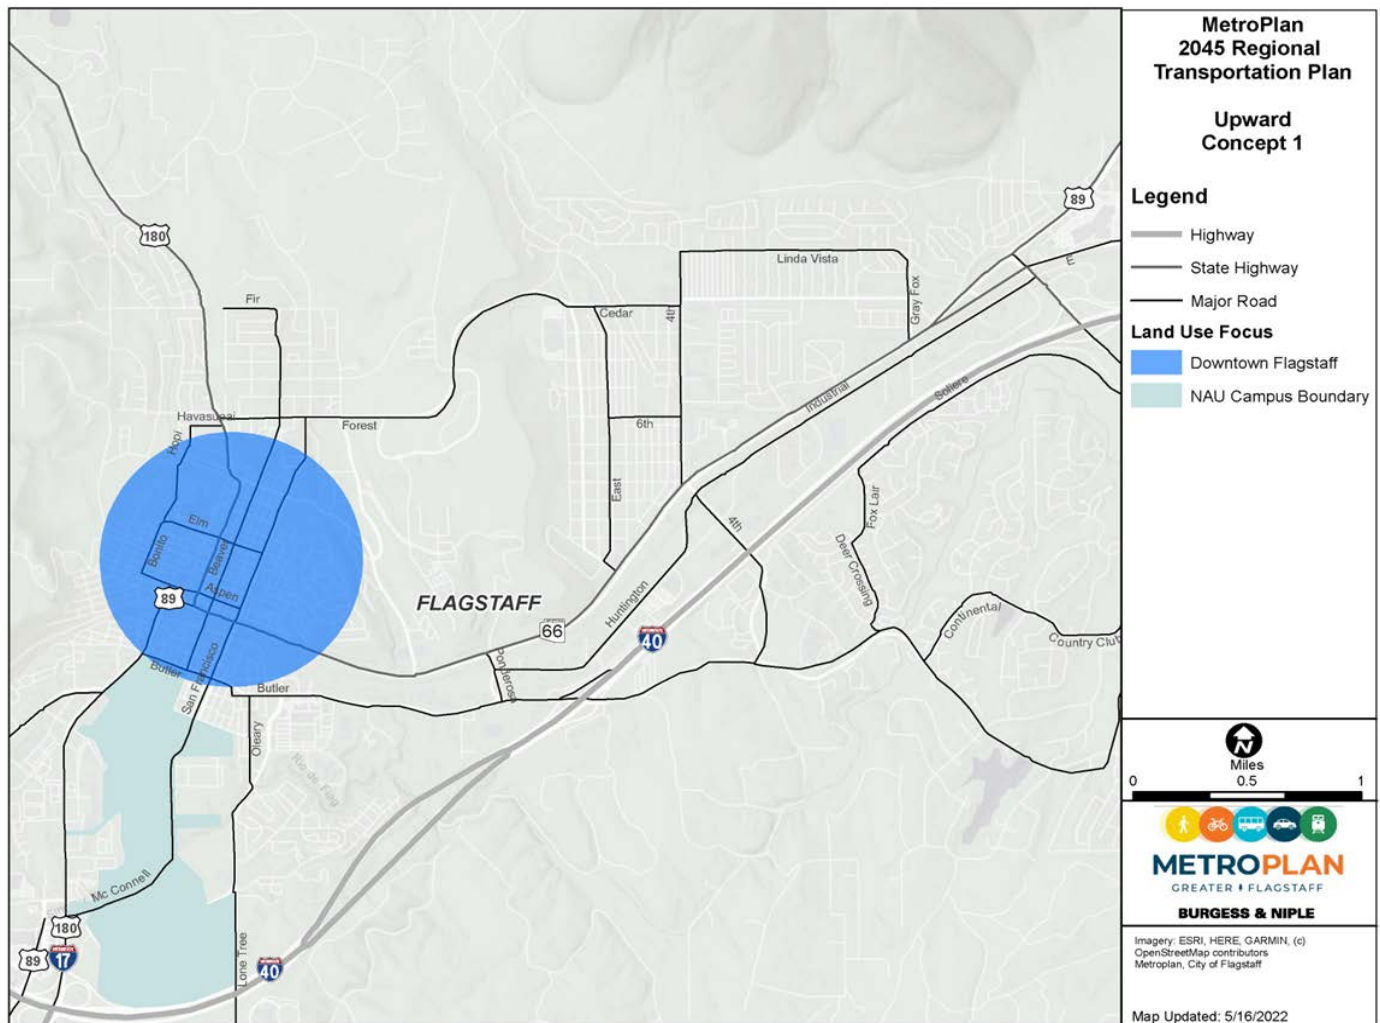 MetroPlan
2045 Regional
Transportation Plan
Upward
Concept 1
Legend
Highway
State Highway
Major Road
Land Use Focus
Downtown Flagstaff
NAU Campus Boundary
89
180
Linda Vista
Fir
Gray Fox
Cedar
4th
Industrial
Soliere
Havasupai
Forest
6th
Hopi
East
Fox Lair
4th
Elm
Bonito
Beaver
Deer Crossing
Aspen
89
FLAGSTAFF
Huntington
66
40
Continental
Country Club
Butler
San Francisco
Ponderosa
Butler
Oleary
Rio de Flag
Mc Connell
180
89
17
Lone Tree
40
N
Miles
0
0.5
1
METROPLAN
GREATER FLAGSTAFF
BURGESS & NIPLE
Imagery: ESRI, HERE, GARMIN, (c)
OpenStreetMap contributors
Metroplan, City of Flagstaff
Map Updated: 5/16/2022